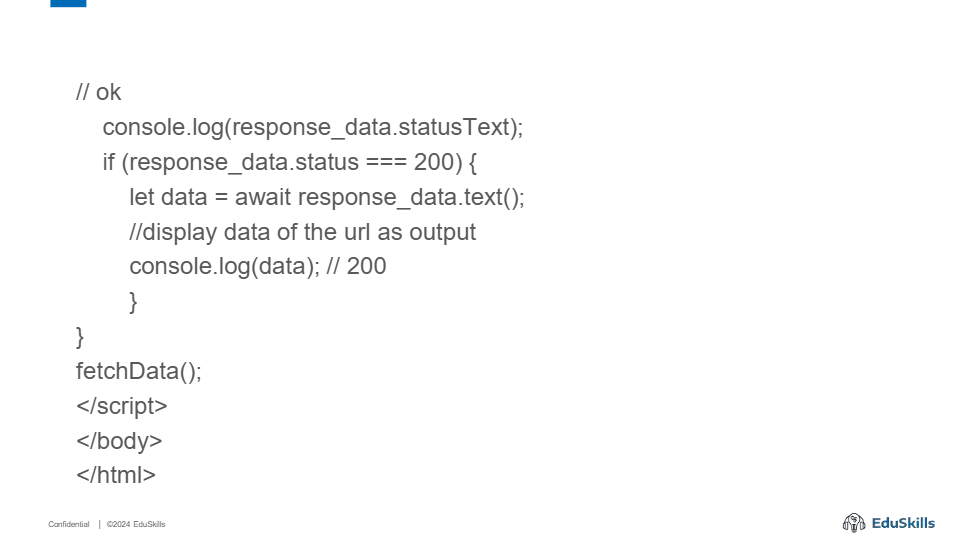 // ok
console.log(response_data.statusText);
if (response_data.status === 200) {
let data = await response_data.text();
//display data of the url as output
console.log(data); // 200
}
}
fetchData();
</script>
</body>
</html>
Confidential | ©2024 EduSkills
EduSkills